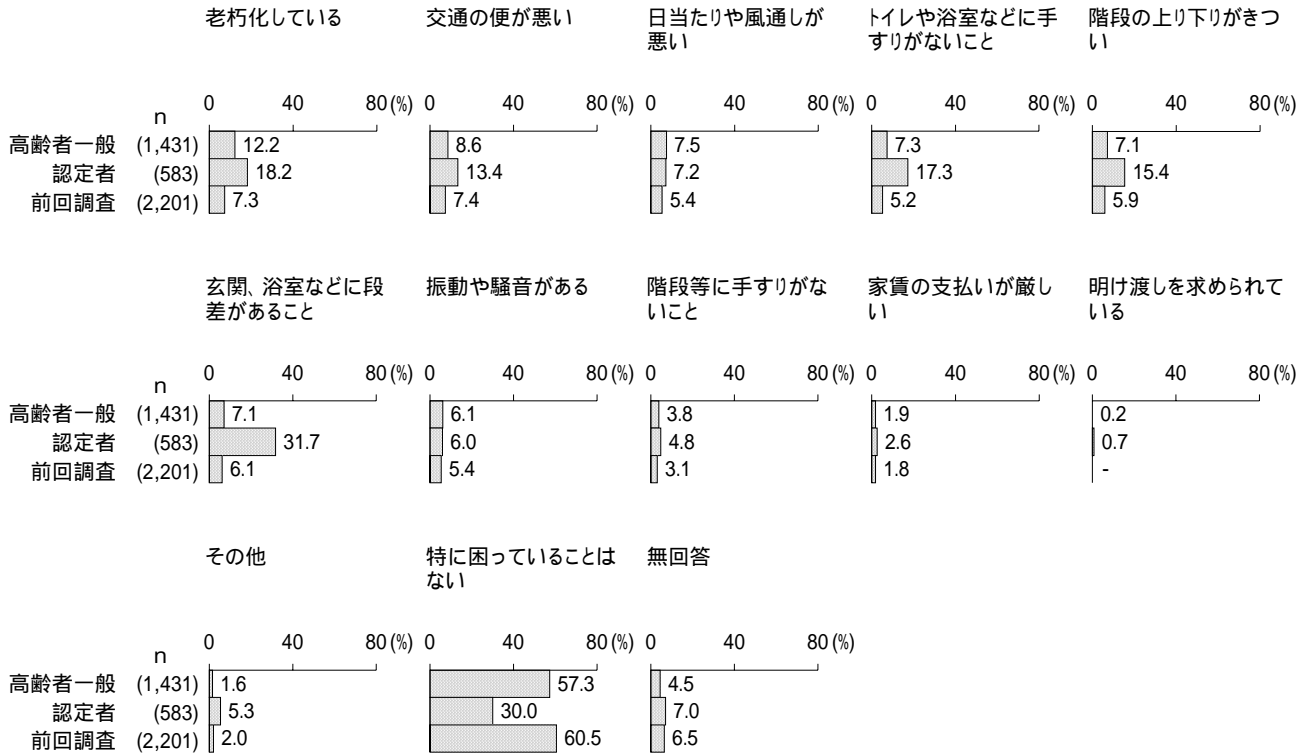 老朽化している 交通の便が悪い 日当たりや風通しが トイレや浴室などに手 階段の上り下りがきつ
悪い すりがないこと い
0 40 80(%) 0 40 80(%) 0 40 80(%) 0 40 80(%) 0 40 80(%)
n
高齢者一般 (1,431) 12.2 8.6 7.5 7.3 7.1
認定者 (583) 18.2 13.4 7.2 17.3 15.4
前回調査 (2,201) 7.3 7.4 5.4 5.2 5.9
玄関、浴室などに段 振動や騒音がある 階段等に手すりがな 家賃の支払いが厳し 明け渡しを求められて
差があること いこと い いる
0 40 80(%) 0 40 80(%) 0 40 80(%) 0 40 80(%) 0 40 80(%)
n
高齢者一般 (1,431) 7.1 6.1 3.8 1.9 0.2
認定者 (583) 31.7 6.0 4.8 2.6 0.7
前回調査 (2,201) 6.1 5.4 3.1 1.8 -
その他 特に困っていることは 無回答
ない
0 40 80(%) 0 40 80(%) 0 40 80(%)
n
高齢者一般 (1,431) 1.6 57.3 4.5
認定者 (583) 5.3 30.0 7.0
前回調査 (2,201) 2.0 60.5 6.5